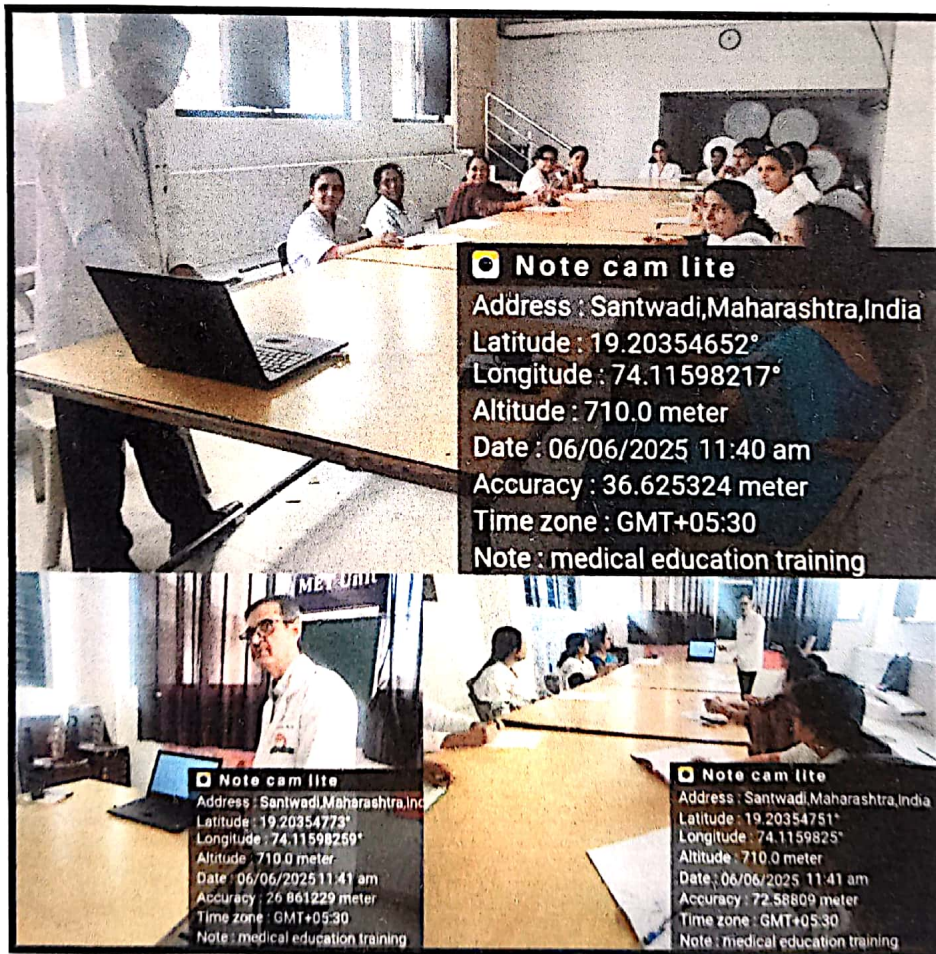 Note cam lite
Address : Santwadi,Maharashtra,India
Latitude : 19.20354652°
Longitude : 74.11598217°
Altitude : 710.0 meter
Date : 06/06/2025 11:40 am
Accuracy : 36.625324 meter
Time zone : GMT+05:30
Note : medical education training
MET Unit
Note cam lite
Address : Santwadi,Maharashtra,Ind
Latitude : 19.20354773°
Longitude : 74.11598259°
Altitude : 710.0 meter
Date : 06/06/2025 11:41 am
Accuracy : 26.861229 meter
Time zone : GMT+05:30
Note : medical education training
Note cam lite
Address : Santwadi,Maharashtra,India
Latitude : 19.20354751°
Longitude : 74.1159825°
Altitude : 710.0 meter
Date : 06/06/2025 11:41 am
Accuracy : 72.58809 meter
Time zone : GMT+05:30
Note : medical education training